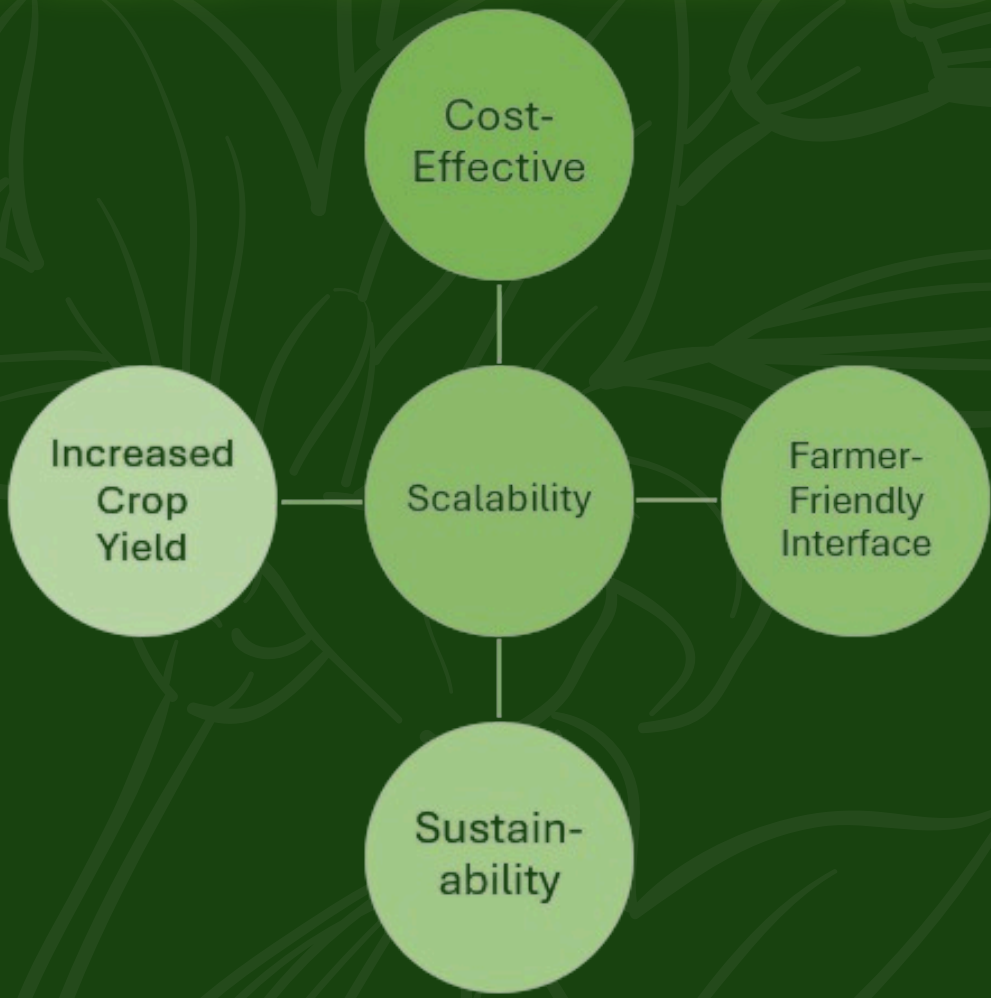 Cost-
Effective
Increased
Crop
Yield
Scalability
Farmer-
Friendly
Interface
Sustain-
ability